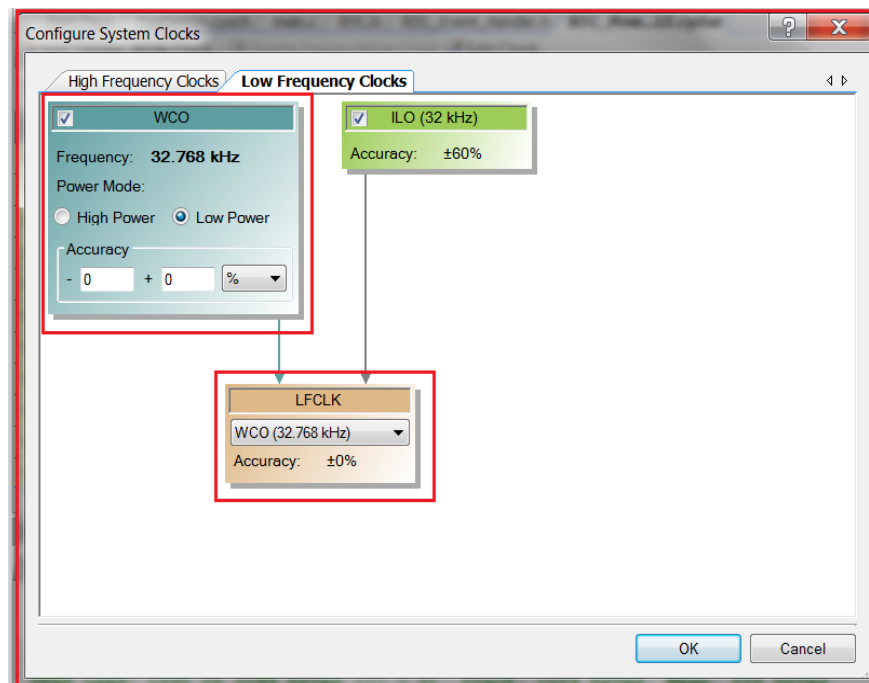 Configure System Clocks
High Frequency Clocks
Low Frequency Clocks
WCO
Frequency: 32.768 kHz
Power Mode:
High Power Low Power
Accuracy
- 0 + 0 %
ILO (32 kHz)
Accuracy: ±60%
LFCLK
WCO (32.768 kHz)
Accuracy: ±0%
OK
Cancel